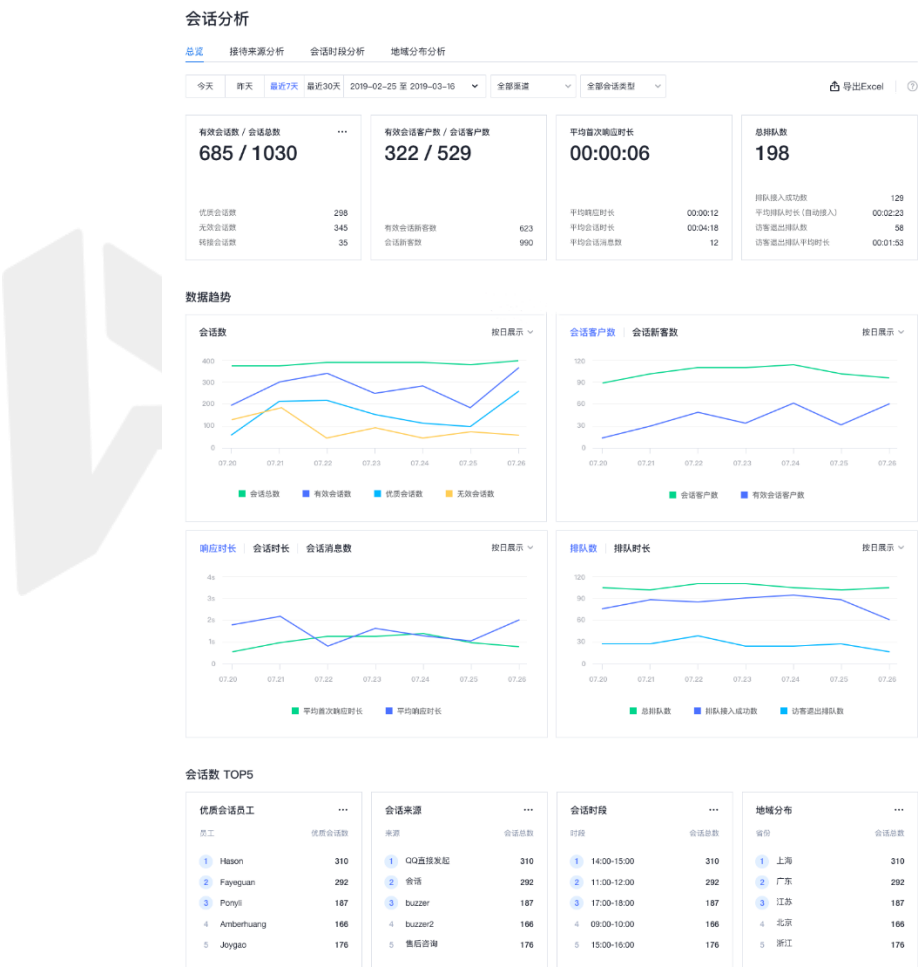 会话分析
总览 接待来源分析 会话时段分析 地域分布分析
今天 昨天 最近7天 最近30天 2019-02-25 至 2019-03-16 全部渠道 全部会话类型 导出Excel
有效会话数 / 会话总数 ...
685 / 1030
优质会话数 298
无效会话数 345
转接会话数 35
有效会话客户数 / 会话客户数
322 / 529
有效会话新客数 623
会话新客数 990
平均首次响应时长
00:00:06
平均响应时长 00:00:12
平均会话时长 00:04:18
平均会话消息数 12
总排队数
198
排队接入成功数 129
平均排队时长 (自动接入) 00:02:23
访客退出排队数 58
访客退出排队平均时长 00:01:53
数据趋势
会话数 按日展示
400
300
200
100
0
07.20 07.21 07.22 07.23 07.24 07.25 07.26
会话总数 有效会话数 优质会话数 无效会话数
会话客户数 会话新客数 按日展示
120
90
60
30
0
07.20 07.21 07.22 07.23 07.24 07.25 07.26
会话客户数 有效会话客户数
响应时长 会话时长 会话消息数 按日展示
4s
3s
2s
1s
0
07.20 07.21 07.22 07.23 07.24 07.25 07.26
平均首次响应时长 平均响应时长
排队数 排队时长 按日展示
120
90
60
30
0
07.20 07.21 07.22 07.23 07.24 07.25 07.26
总排队数 排队接入成功数 访客退出排队数
会话数 TOP5
优质会话员工 ...
员工 优质会话数
1 Hason 310
2 Fayeguan 292
3 Ponyli 187
4 Amberhuang 166
5 Joygao 176
会话来源 ...
来源 会话总数
1 QQ直接发起 310
2 会话 292
3 buzzer 187
4 buzzer2 166
5 售后咨询 176
会话时段 ...
时段 会话总数
1 14:00-15:00 310
2 11:00-12:00 292
3 17:00-18:00 187
4 09:00-10:00 166
5 15:00-16:00 176
地域分布 ...
省份 会话总数
1 上海 310
2 广东 292
3 江苏 187
4 北京 166
5 浙江 176